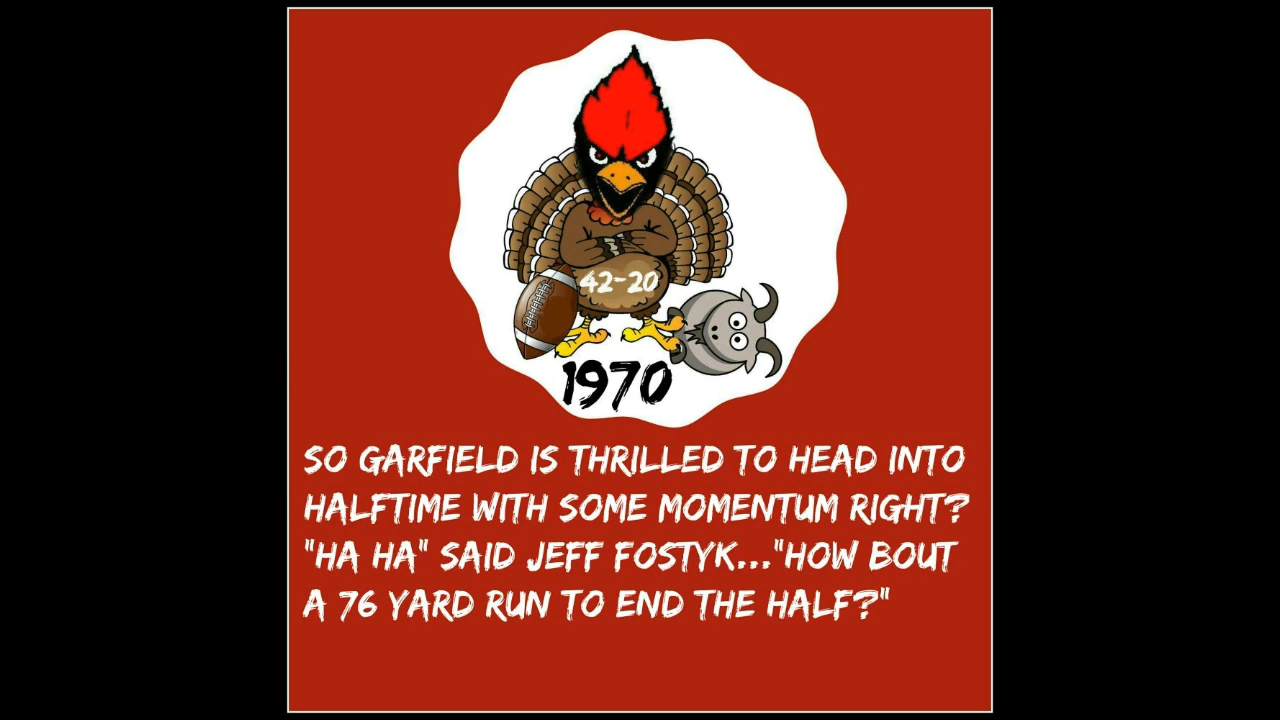 42-20
1970
SO GARFIELD IS THRILLED TO HEAD INTO
HALFTIME WITH SOME MOMENTUM RIGHT?
"HA HA" SAID JEFF FOSTYK..."HOW BOUT
A 76 YARD RUN TO END THE HALF?"